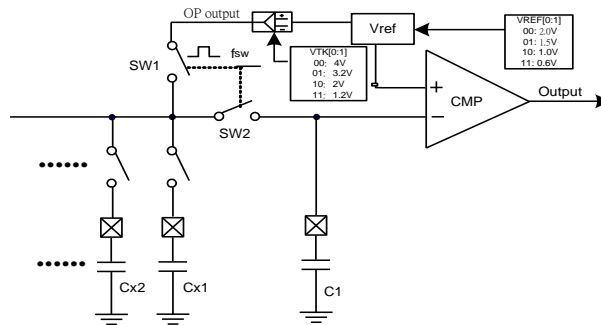 OP output
Vref
VREF[0:1]
00: 2.0V
01: 1.5V
10: 1.0V
11: 0.6V
SW1
fsw
VTK[0:1]
00; 4V
01; 3.2V
10; 2V
11; 1.2V
+
CMP
−
Output
SW2
Cx2
Cx1
C1